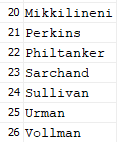 20 Mikkilineni
21 Perkins
22 Philtanker
23 Sarchand
24 Sullivan
25 Urman
26 Vollman